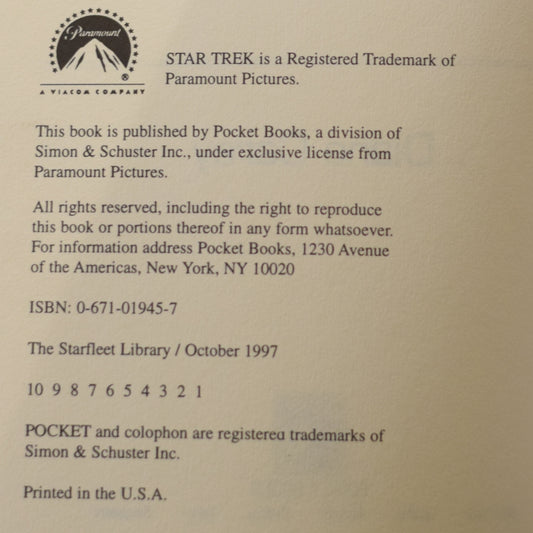 Paramount
®
A VIACOM COMPANY
STAR TREK is a Registered Trademark of
Paramount Pictures.
This book is published by Pocket Books, a division of
Simon & Schuster Inc., under exclusive license from
Paramount Pictures.
All rights reserved, including the right to reproduce
this book or portions thereof in any form whatsoever.
For information address Pocket Books, 1230 Avenue
of the Americas, New York, NY 10020
ISBN: 0-671-01945-7
The Starfleet Library / October 1997
10 9 8 7 6 5 4 3 2 1
POCKET and colophon are registered trademarks of
Simon & Schuster Inc.
Printed in the U.S.A.